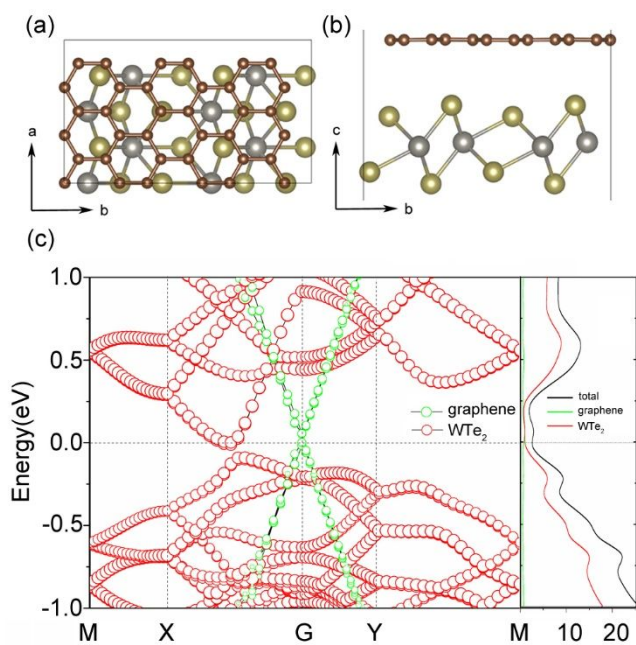 (a)
(b)
a
b
c
b
(c)
Energy(eV)
1.0
0.5
0.0
-0.5
-1.0
graphene
WTe₂
total
graphene
WTe₂
M X G Y M 10 20